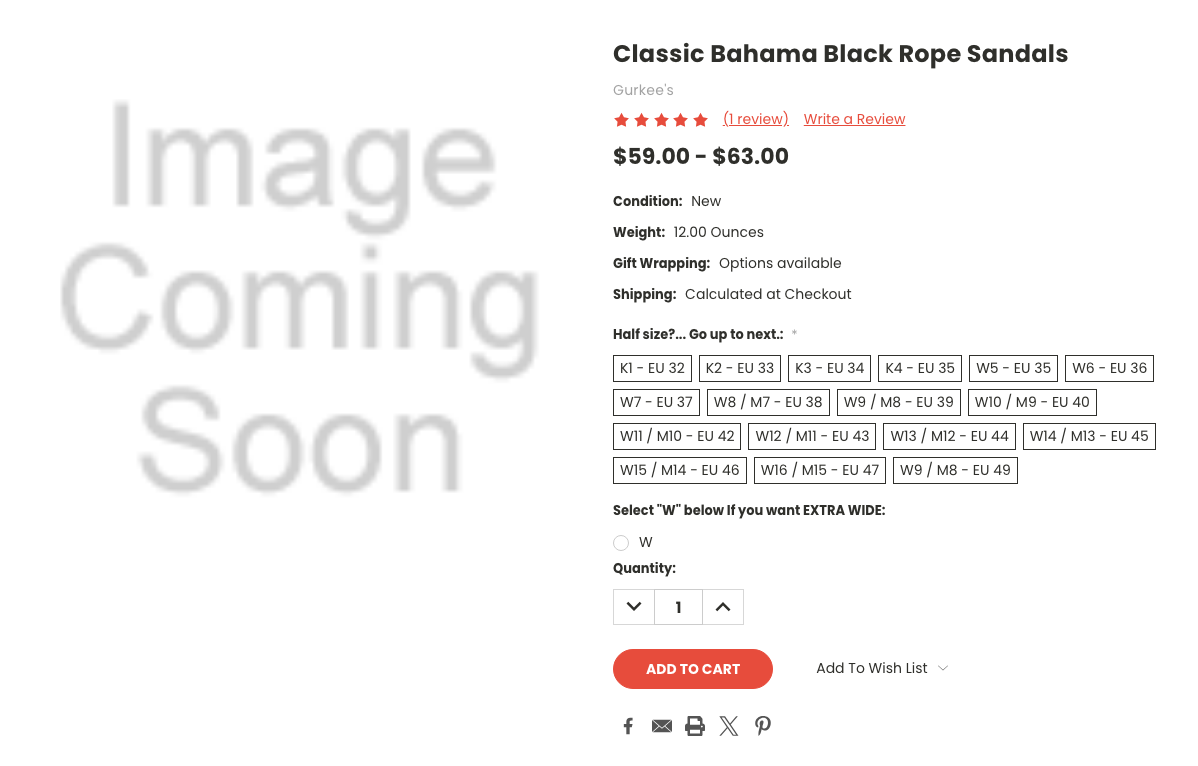 Image
Coming
Soon
Classic Bahama Black Rope Sandals
Gurkee's
(1 review) Write a Review
$59.00 - $63.00
Condition: New
Weight: 12.00 Ounces
Gift Wrapping: Options available
Shipping: Calculated at Checkout
Half size?... Go up to next.: *
K1 - EU 32 K2 - EU 33 K3 - EU 34 K4 - EU 35 W5 - EU 35 W6 - EU 36
W7 - EU 37 W8 / M7 - EU 38 W9 / M8 - EU 39 W10 / M9 - EU 40
W11 / M10 - EU 42 W12 / M11 - EU 43 W13 / M12 - EU 44 W14 / M13 - EU 45
W15 / M14 - EU 46 W16 / M15 - EU 47 W9 / M8 - EU 49
Select "W" below If you want EXTRA WIDE:
W
Quantity:
1
ADD TO CART Add To Wish List